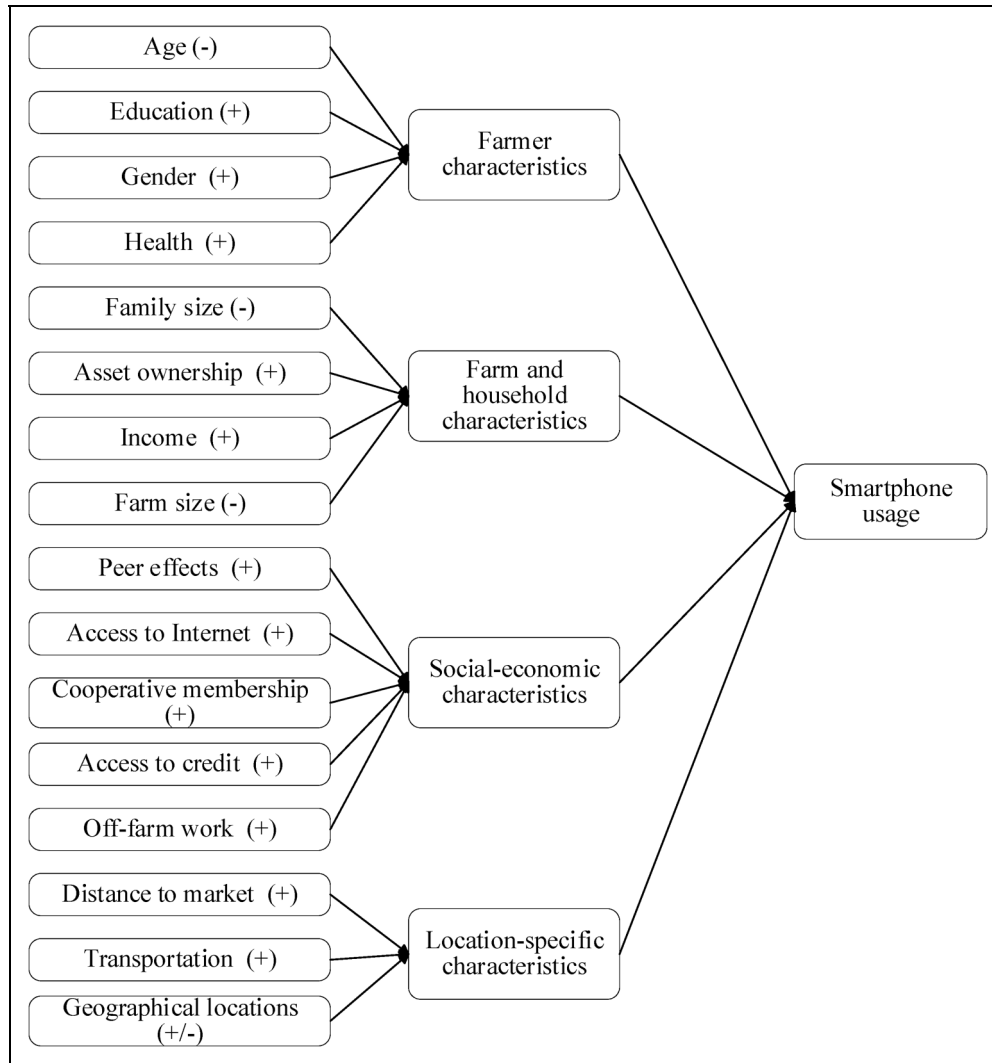 Age (-)
Education (+)
Gender (+)
Health (+)
Family size (-)
Asset ownership (+)
Income (+)
Farm size (-)
Peer effects (+)
Access to Internet (+)
Cooperative membership
(+)
Access to credit (+)
Off-farm work (+)
Distance to market (+)
Transportation (+)
Geographical locations
(+/-)
Farmer
characteristics
Farm and
household
characteristics
Social-economic
characteristics
Location-specific
characteristics
Smartphone
usage